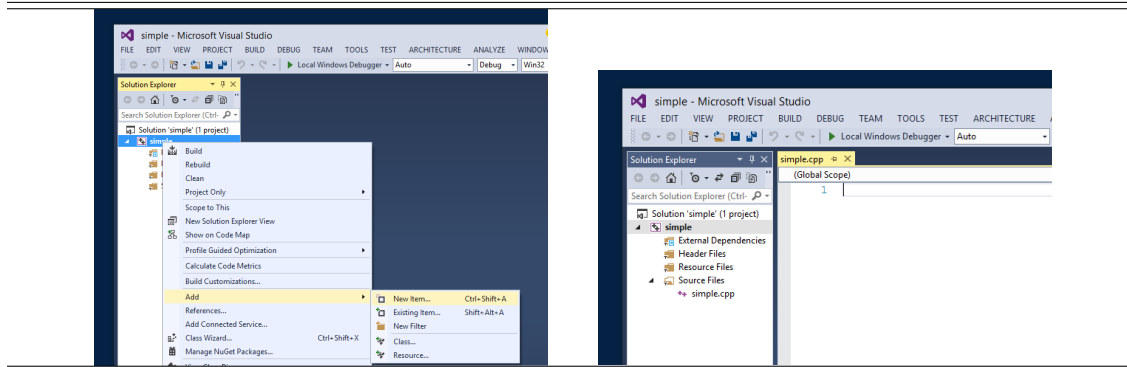 simple - Microsoft Visual Studio
FILE EDIT VIEW PROJECT BUILD DEBUG TEAM TOOLS TEST ARCHITECTURE ANALYZE WINDOW
Local Windows Debugger Auto Debug Win32
Solution Explorer
Search Solution Explorer (Ctrl-
Solution 'simple' (1 project)
simple
Build
Rebuild
Clean
Project Only
Scope to This
New Solution Explorer View
Show on Code Map
Profile Guided Optimization
Calculate Code Metrics
Build Customizations...
Add
References...
Add Connected Service...
Class Wizard... Ctrl+Shift+X
Manage NuGet Packages...
New Item... Ctrl+Shift+A
Existing Item... Shift+Alt+A
New Filter
Class...
Resource...
simple - Microsoft Visual Studio
FILE EDIT VIEW PROJECT BUILD DEBUG TEAM TOOLS TEST ARCHITECTURE
Local Windows Debugger Auto
Solution Explorer
Search Solution Explorer (Ctrl-
Solution 'simple' (1 project)
simple
External Dependencies
Header Files
Resource Files
Source Files
simple.cpp
simple.cpp
(Global Scope)
1